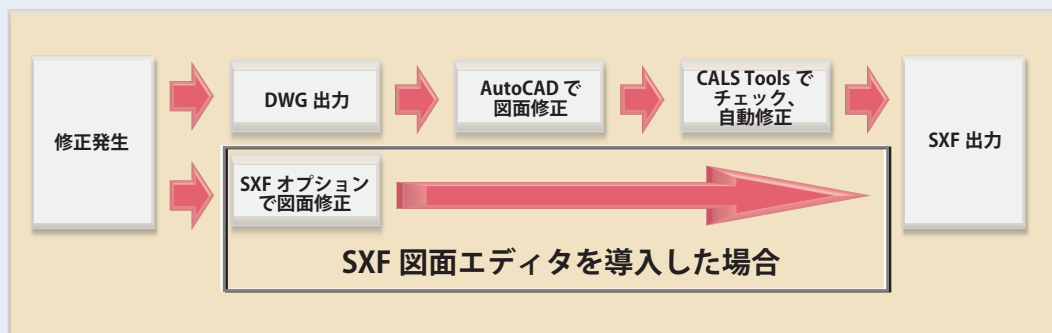 修正発生
DWG 出力
AutoCAD で
図面修正
CALS Tools で
チェック、
自動修正
SXF 出力
SXF オプション
で図面修正
SXF 図面エディタを導入した場合